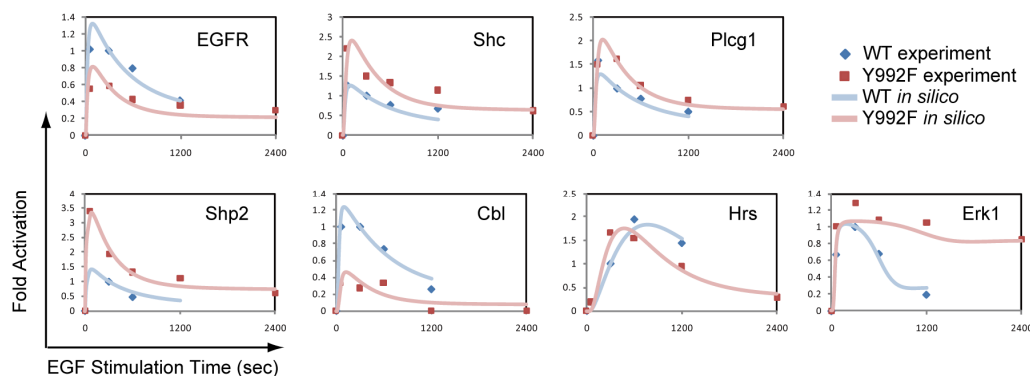 1.4
1.2
1
0.8
0.6
0.4
0.2
0
0 1200 2400
EGFR
3
2.5
2
1.5
1
0.5
0
0 1200 2400
Shc
2.5
2
1.5
1
0.5
0
0 1200 2400
Plcg1
WT experiment
Y992F experiment
WT in silico
Y992F in silico
4
3.5
3
2.5
2
1.5
1
0.5
0
0 1200 2400
Shp2
1.4
1.2
1
0.8
0.6
0.4
0.2
0
0 1200 2400
Cbl
2.5
2
1.5
1
0.5
0
0 1200 2400
Hrs
1.4
1.2
1
0.8
0.6
0.4
0.2
0
0 1200 2400
Erk1
Fold Activation
EGF Stimulation Time (sec)